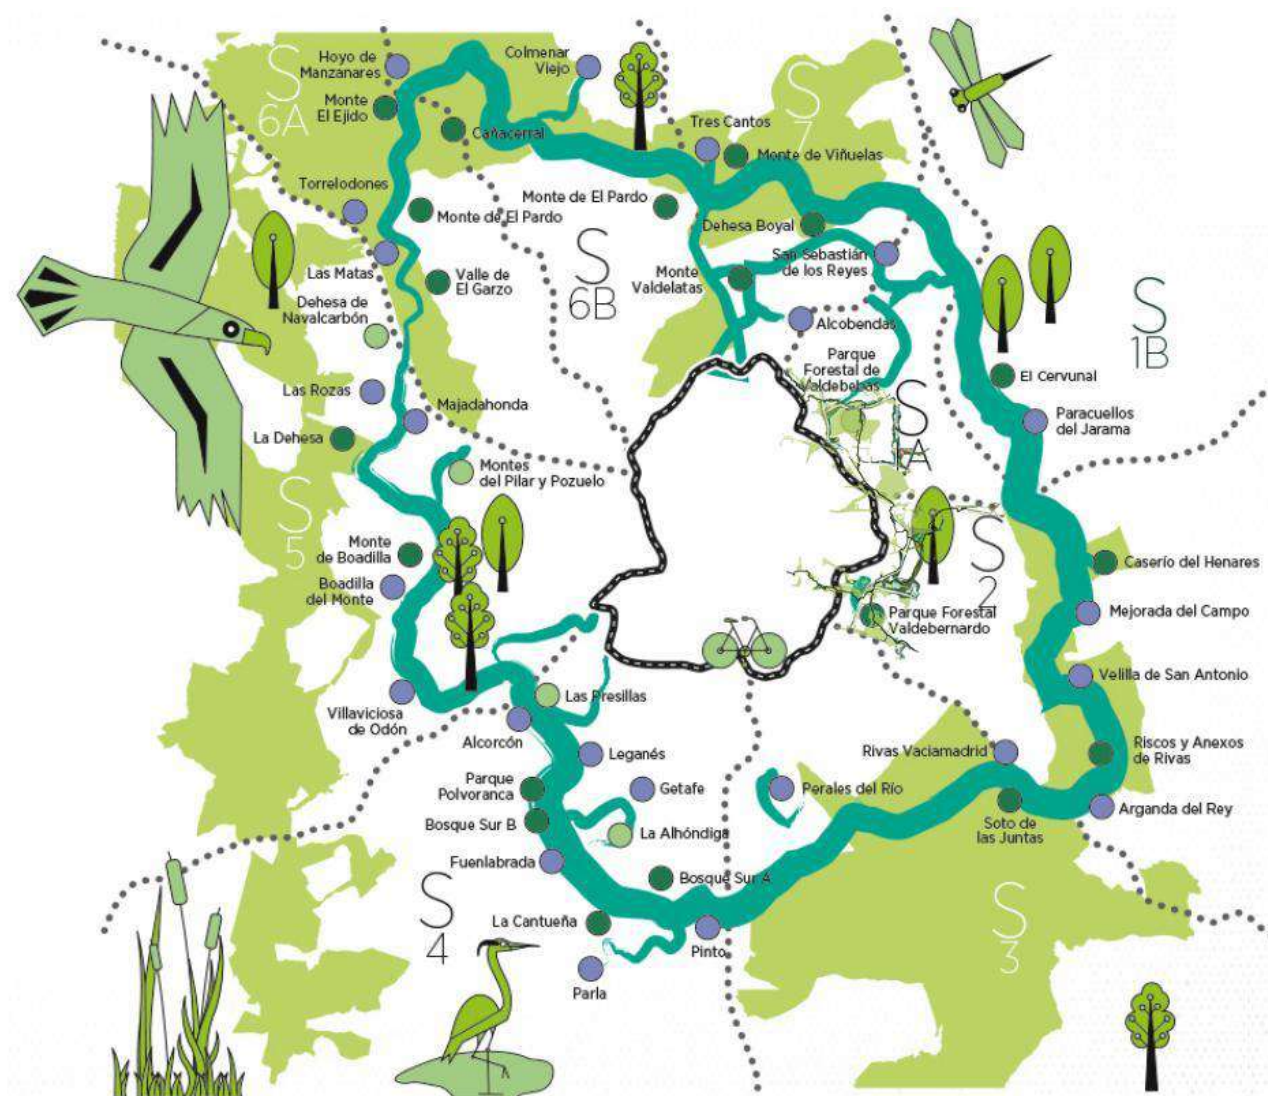 S
6A
Hoyo de
Manzanares
Colmenar
Viejo
Monte
El Ejido
Cañacerral
S
7
Tres Cantos
Monte de Viñuelas
Torrelodones
Monte de El Pardo
Monte de El Pardo
Dehesa Boyal
S
6B
Las Matas
Valle de
El Garzo
Monte
Valdelatas
San Sebastián
de los Reyes
S
1B
Dehesa de
Navalcarbón
Alcobendas
Parque
Forestal de
Valdebebas
El Cervunal
Las Rozas
Majadahonda
S
1A
Paracuellos
del Jarama
La Dehesa
Montes
del Pilar y Pozuelo
S
5
Monte
de Boadilla
Boadilla
del Monte
S
2
Caserío del Henares
Parque Forestal
Valdebernardo
Mejorada del Campo
Velilla de San Antonio
Villaviciosa
de Odón
Las Presillas
Alcorcón
Leganés
Rivas Vaciamadrid
Riscos y Anexos
de Rivas
Parque
Polvoranca
Getafe
Perales del Río
Arganda del Rey
Bosque Sur B
La Alhóndiga
Soto de
las Juntas
Fuenlabrada
Bosque Sur A
S
4
La Cantueña
S
3
Pinto
Parla